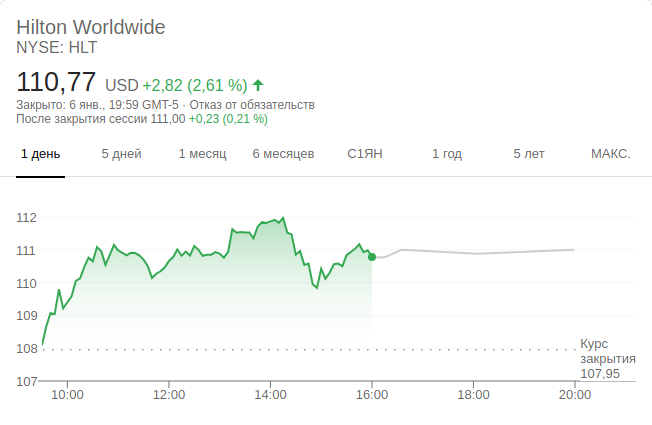 Hilton Worldwide
NYSE: HLT
110,77 USD +2,82 (2,61 %)
Закрыто: 6 янв., 19:59 GMT-5 · Отказ от обязательств
После закрытия сессии 111,00 +0,23 (0,21 %)
1 день 5 дней 1 месяц 6 месяцев С1ЯН 1 год 5 лет МАКС.
112
111
110
109
108
107
Курс
закрытия
107,95
10:00 12:00 14:00 16:00 18:00 20:00